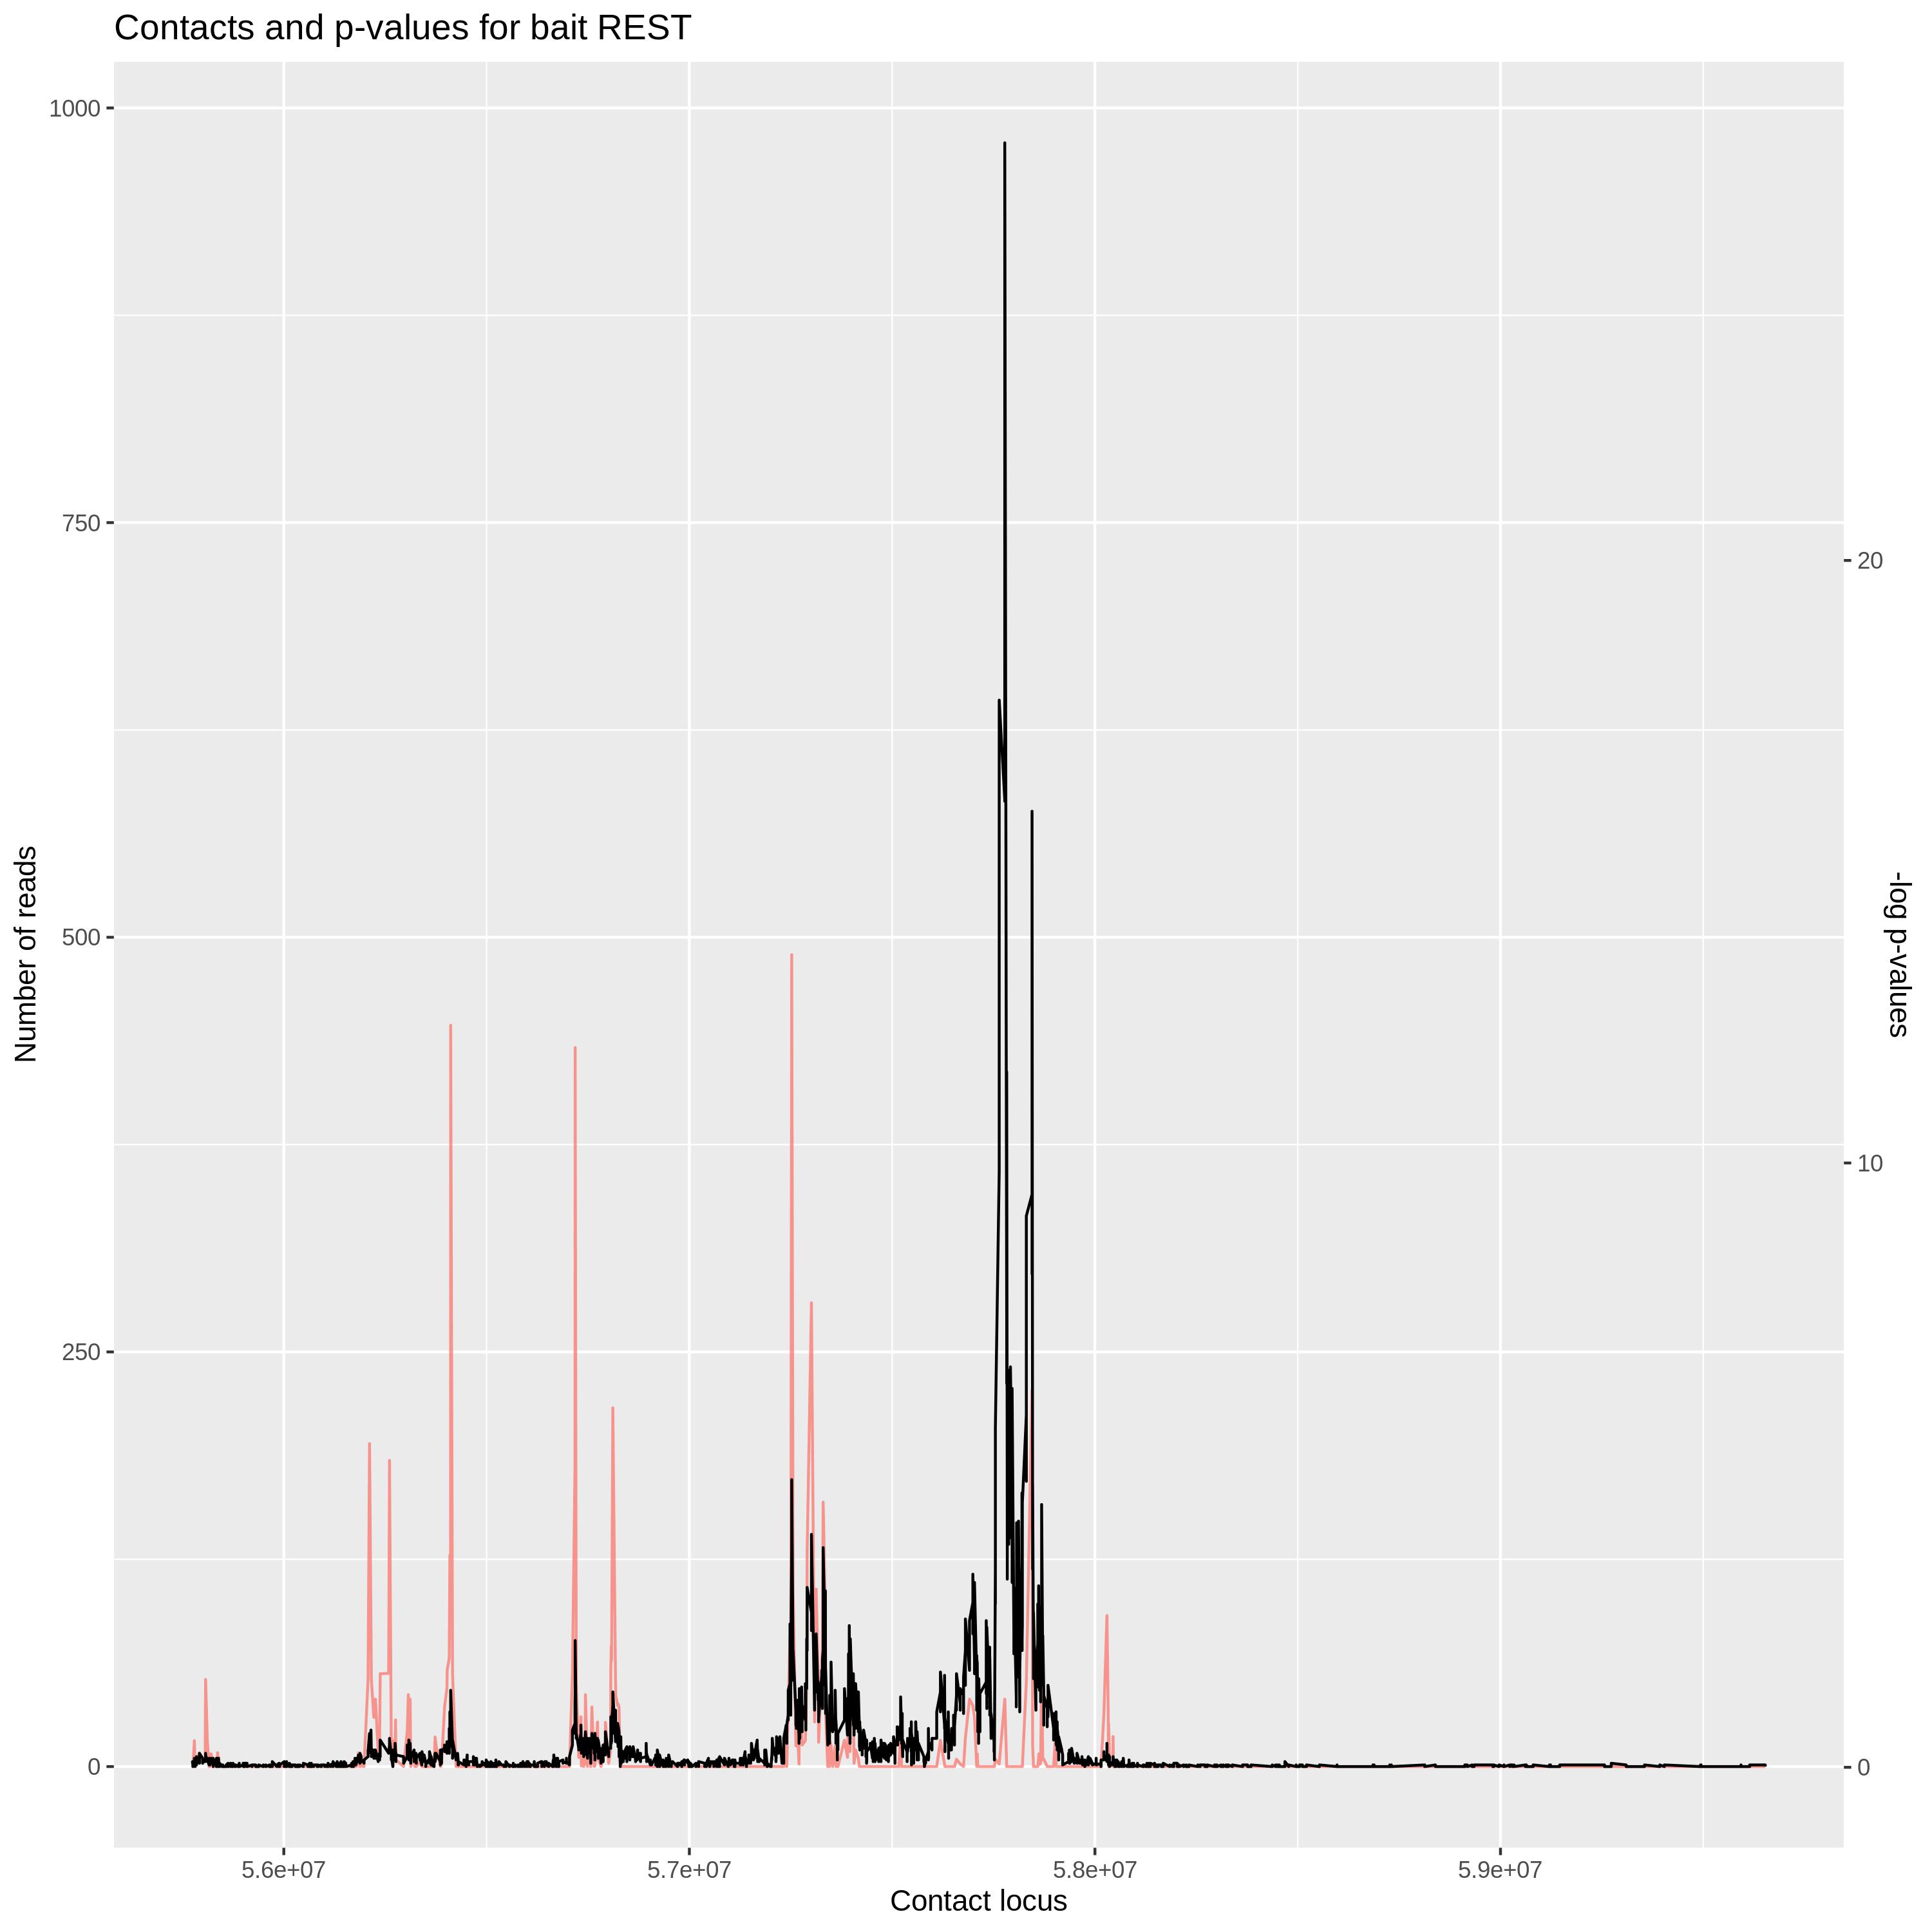 Contacts and p-values for bait REST
1000
750
500
250
0
Number of reads
20
10
0
-log p-values
5.6e+07
5.7e+07
5.8e+07
5.9e+07
Contact locus